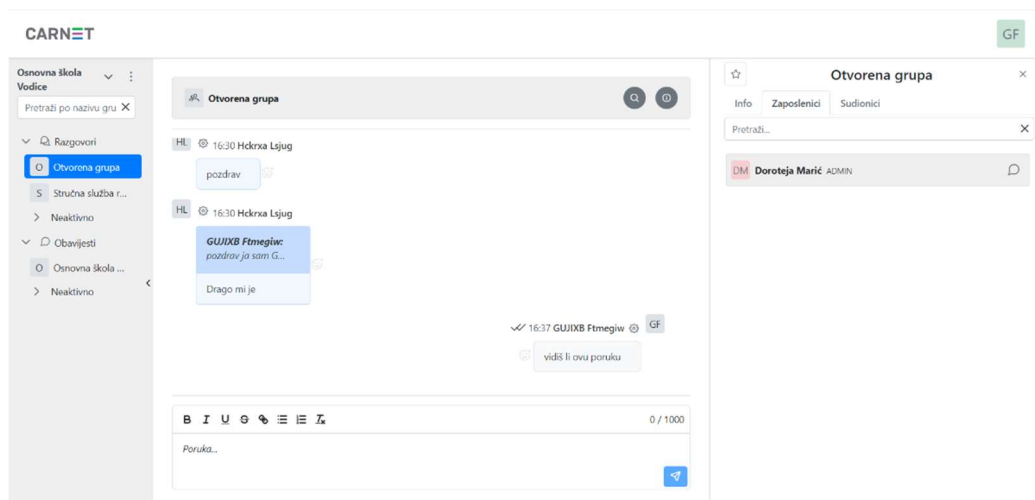 CARNET
GF
Osnovna škola
Vodice
Pretraži po nazivu gru
Razgovori
O Otvorena grupa
S Stručna služba r...
Neaktivno
Obavijesti
O Osnovna škola ...
Neaktivno
Otvorena grupa
HL 16:30 Hckrxa Lsjug
pozdrav
HL 16:30 Hckrxa Lsjug
GUJIXB Ftmegiw:
pozdrav ja sam G...
Drago mi je
16:37 GUJIXB Ftmegiw GF
vidiš li ovu poruku
B I U S Tx 0 / 1000
Poruka...
Otvorena grupa
Info Zaposlenici Sudionici
Pretraži...
DM Doroteja Marić ADMIN